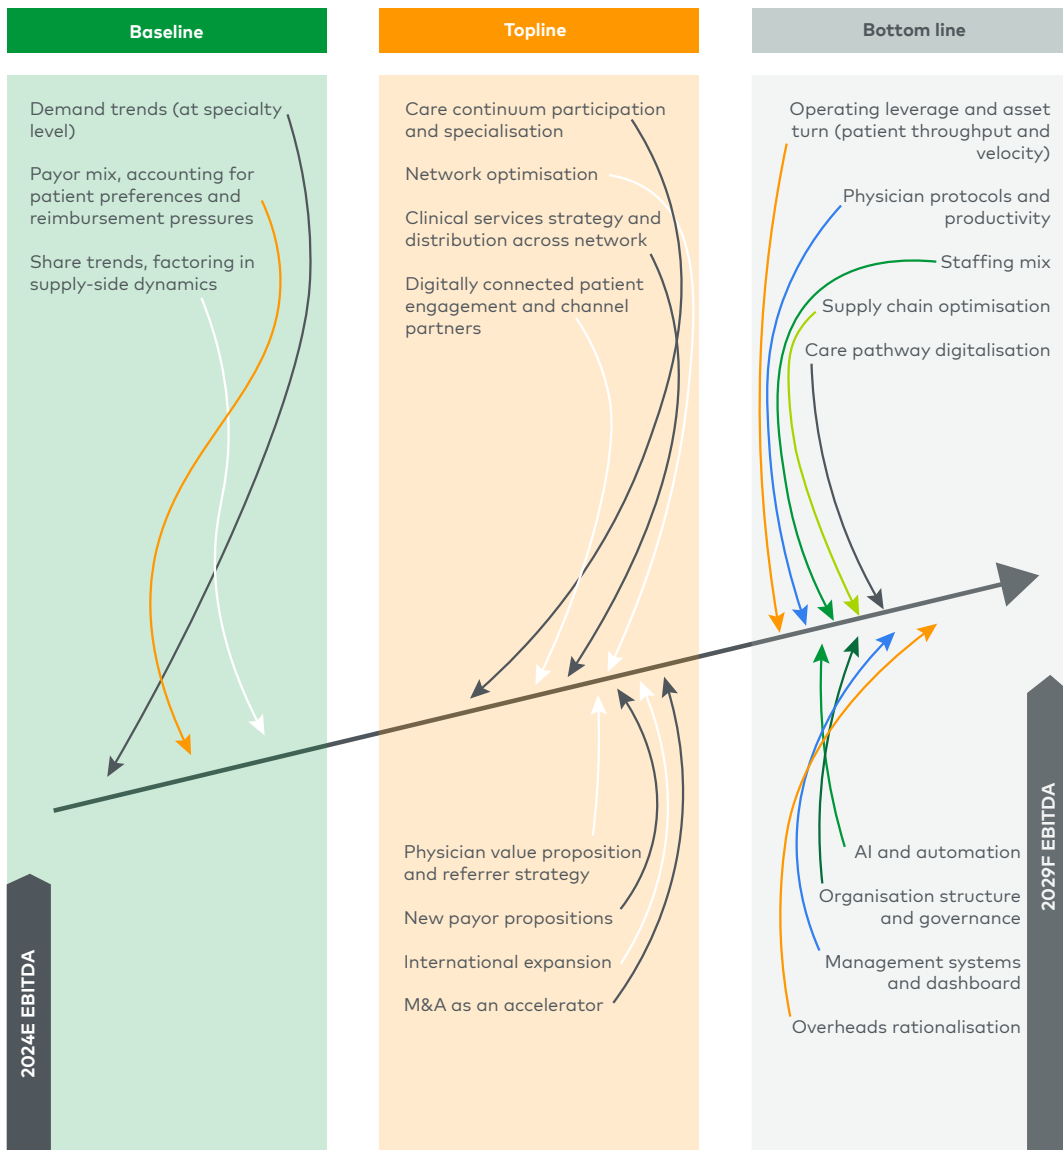 Baseline
Demand trends (at specialty
level)
Payor mix, accounting for
patient preferences and
reimbursement pressures
Share trends, factoring in
supply-side dynamics
2024E EBITDA
Topline
Care continuum participation
and specialisation
Network optimisation
Clinical services strategy and
distribution across network
Digitally connected patient
engagement and channel
partners
Physician value proposition
and referrer strategy
New payor propositions
International expansion
M&A as an accelerator
Bottom line
Operating leverage and asset
turn (patient throughput and
velocity)
Physician protocols and
productivity
Staffing mix
Supply chain optimisation
Care pathway digitalisation
AI and automation
Organisation structure
and governance
Management systems
and dashboard
Overheads rationalisation
2029F EBITDA